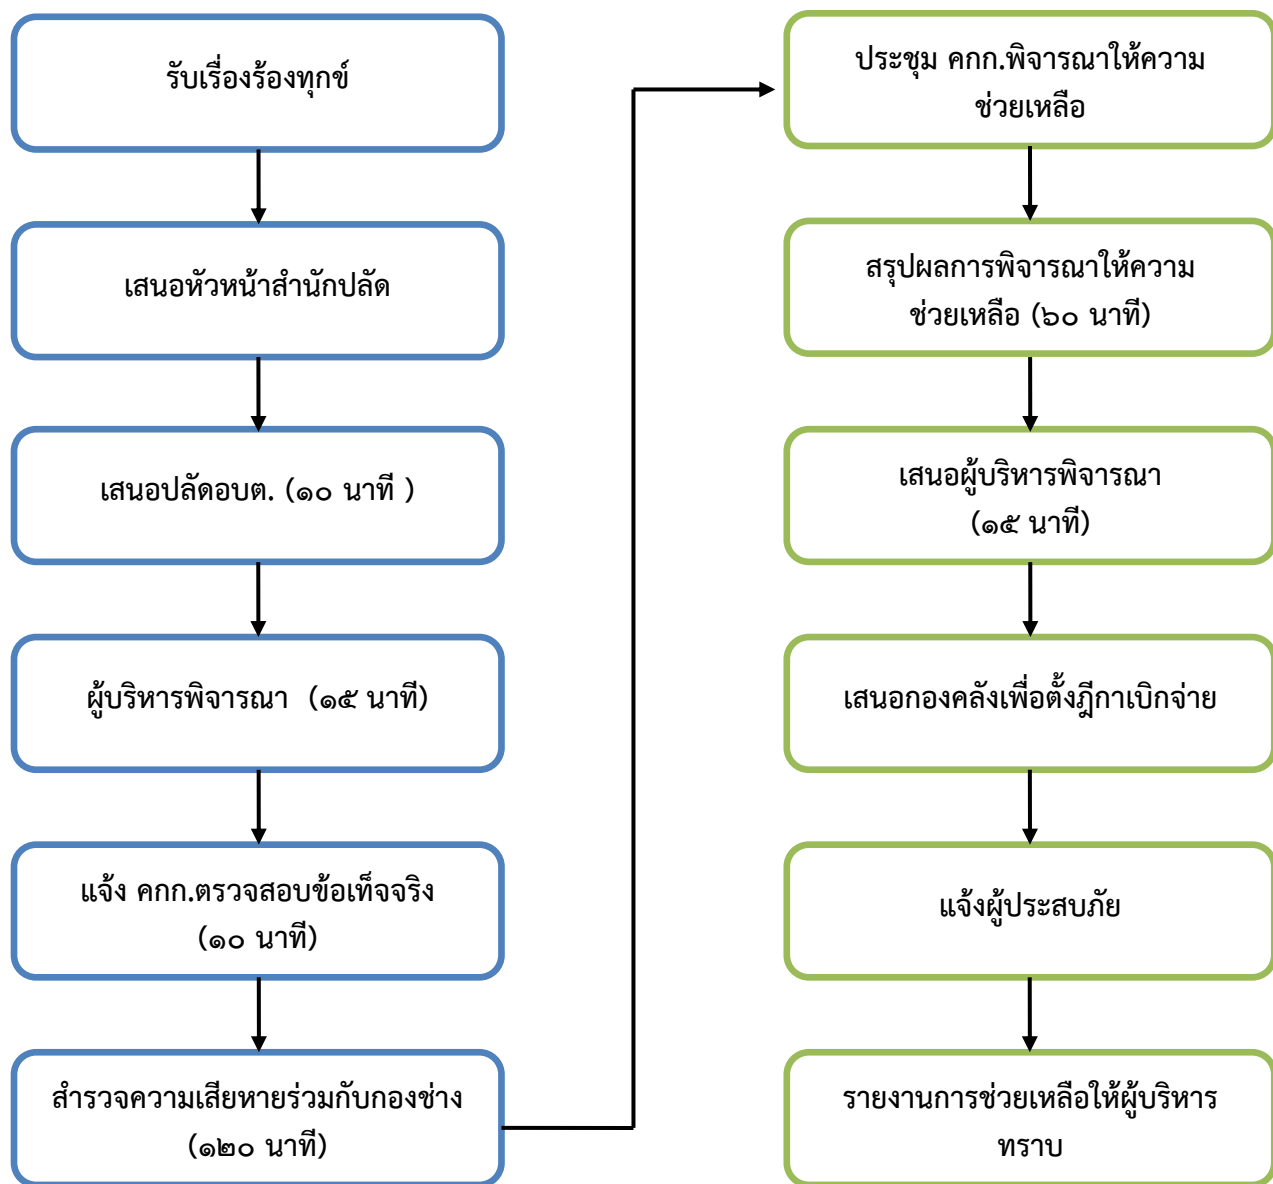 รับเรื่องร้องทุกข์
เสนอหัวหน้าสำนักปลัด
เสนอปลัดอบต. (๑๐ นาที )
ผู้บริหารพิจารณา  (๑๕ นาที)
แจ้ง คกก.ตรวจสอบข้อเท็จจริง
(๑๐ นาที)
สำรวจความเสียหายร่วมกับกองช่าง
(๑๒๐ นาที)
ประชุม คกก.พิจารณาให้ความ
ช่วยเหลือ
สรุปผลการพิจารณาให้ความ
ช่วยเหลือ (๖๐ นาที)
เสนอผู้บริหารพิจารณา
(๑๕ นาที)
เสนอกองคลังเพื่อตั้งฎีกาเบิกจ่าย
แจ้งผู้ประสบภัย
รายงานการช่วยเหลือให้ผู้บริหาร
ทราบ